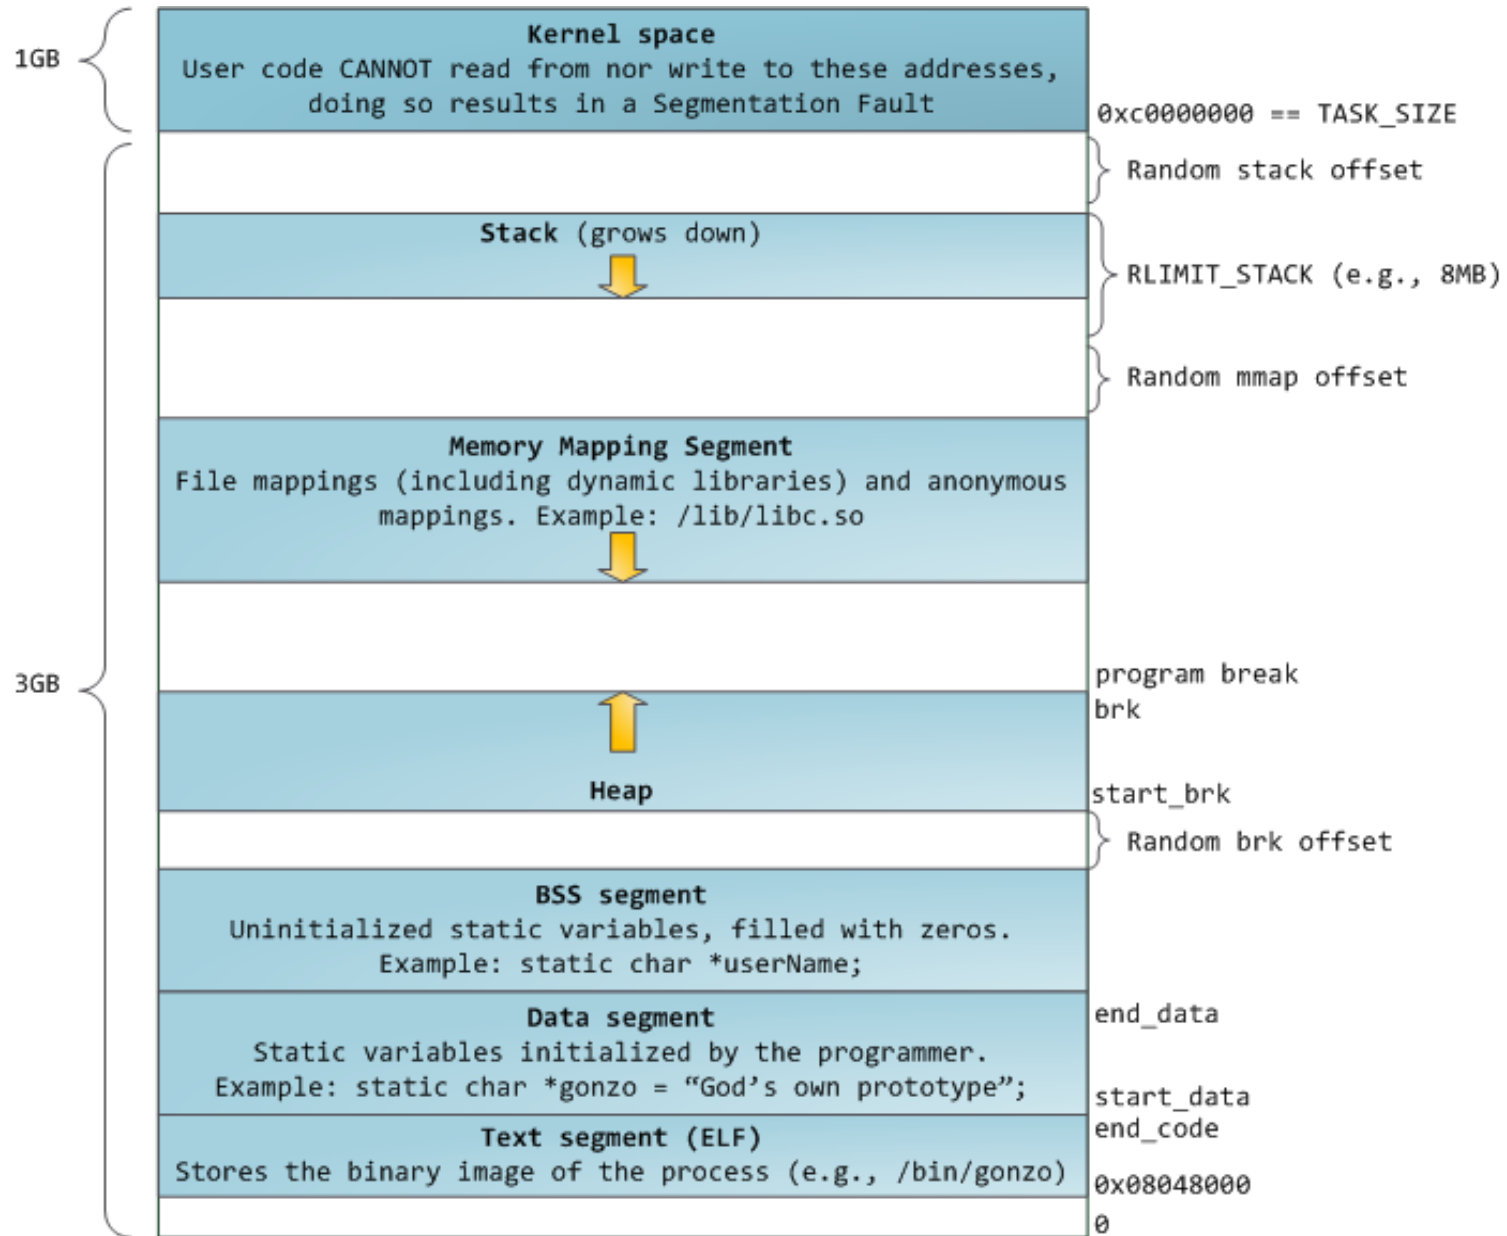 Kernel space
1GB
User code CANNOT read from nor write to these addresses,
doing so results in a Segmentation Fault
0xc0000000 == TASK_SIZE
Random stack offset
Stack (grows down)
RLIMIT_STACK (e.g., 8MB)
Random mmap offset
Memory Mapping Segment
File mappings (including dynamic libraries) and anonymous
mappings. Example: /lib/libc.so
3GB
program break
brk
Heap
start_brk
Random brk offset
BSS segment
Uninitialized static variables, filled with zeros.
Example: static char *userName;
Data segment
end_data
Static variables initialized by the programmer.
Example: static char *gonzo = “God’s own prototype”;
start_data
end_code
Text segment (ELF)
Stores the binary image of the process (e.g., /bin/gonzo)
0x08048000
0